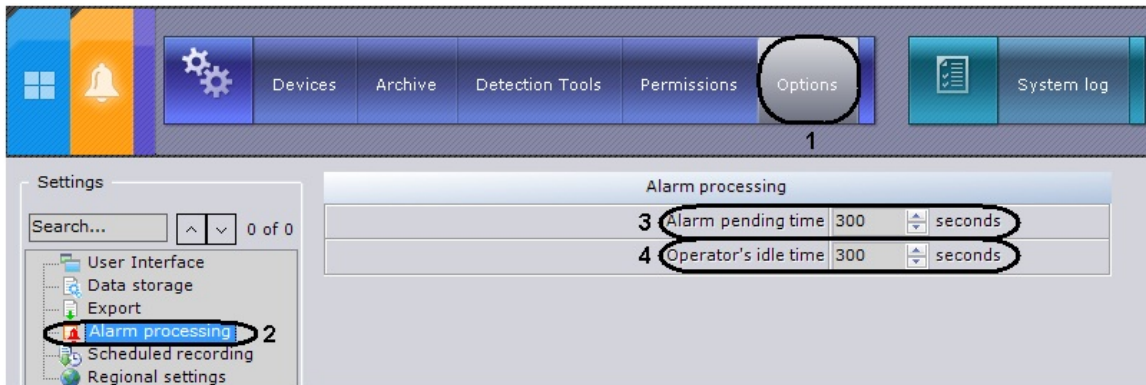 Devices Archive Detection Tools Permissions Options System log
1
Settings
Alarm processing
Search... 0 of 0
3 Alarm pending time 300 seconds
4 Operator's idle time 300 seconds
User Interface
Data storage
Export
Alarm processing 2
Scheduled recording
Regional settings